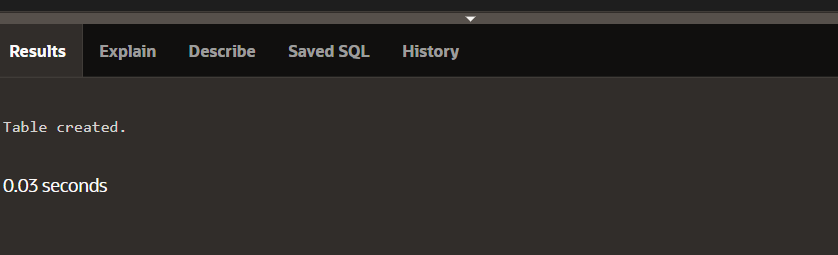 Results Explain Describe Saved SQL History
Table created.
0.03 seconds